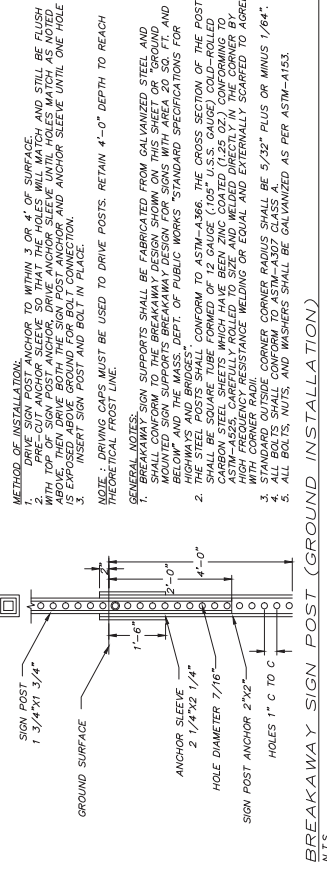 METHOD OF INSTALLATION:
1. DRIVE SIGN POST ANCHOR TO WITHIN 3 OR 4' OF SURFACE.
2. PRE-CUT ANCHOR SLEEVE SO THAT THE HOLES WILL MATCH AND STILL BE FLUSH
WITH TOP OF SIGN POST ANCHOR, DRIVE ANCHOR SLEEVE UNTIL HOLES MATCH AS NOTED
ABOVE, THEN DRIVE BOTH THE SIGN POST ANCHOR AND ANCHOR SLEEVE UNTIL ONE HOLE
IS EXPOSED ABOVE GROUND FOR BOLT CONNECTION.
3. INSERT SIGN POST AND BOLT IN PLACE.
NOTE : DRIVING CAPS MUST BE USED TO DRIVE POSTS. RETAIN 4'-0" DEPTH TO REACH
THEORETICAL FROST LINE.
GENERAL NOTES:
1. BREAKAWAY SIGN SUPPORTS SHALL BE FABRICATED FROM GALVANIZED STEEL AND
SHALL CONFORM TO THE BREAKAWAY DESIGN SHOWN ON THIS SHEET OR "GROUND
MOUNTED SIGN SUPPORTS BREAKAWAY DESIGN FOR SIGNS WITH AREA 20 SQ. FT. AND
BELOW" AND THE MASS. DEPT. OF PUBLIC WORKS "STANDARD SPECIFICATIONS FOR
HIGHWAYS AND BRIDGES".
2. THE STEEL POSTS SHALL CONFORM TO ASTM-A366. THE CROSS SECTION OF THE POST
SHALL BE SQUARE TUBE FORMED OF 12 GAUGE (.105" U.S.S. GAUGE) COLD-ROLLED
CARBON STEEL SHEETS WHICH HAVE BEEN ZINC COATED (1.25 OZ.) CONFORMING TO
ASTM-A525, CAREFULLY ROLLED TO SIZE AND WELDED DIRECTLY IN THE CORNER BY
HIGH FREQUENCY RESISTANCE WELDING OR EQUAL AND EXTERNALLY SCARFED TO AGREE
WITH CORNER RADII.
3. STANDARD OUTSIDE CORNER CORNER RADIUS SHALL BE 5/32" PLUS OR MINUS 1/64".
4. ALL BOLTS SHALL CONFORM TO ASTM-A307 CLASS A.
5. ALL BOLTS, NUTS, AND WASHERS SHALL BE GALVANIZED AS PER ASTM-A153.
SIGN POST
1 3/4"X1 3/4"
GROUND SURFACE
2"
1'-6"
2'-0"
4'-0"
ANCHOR SLEEVE
2 1/4"X2 1/4"
HOLE DIAMETER 7/16"
SIGN POST ANCHOR 2"X2"
HOLES 1" C TO C
BREAKAWAY SIGN POST (GROUND INSTALLATION)
N.T.S.